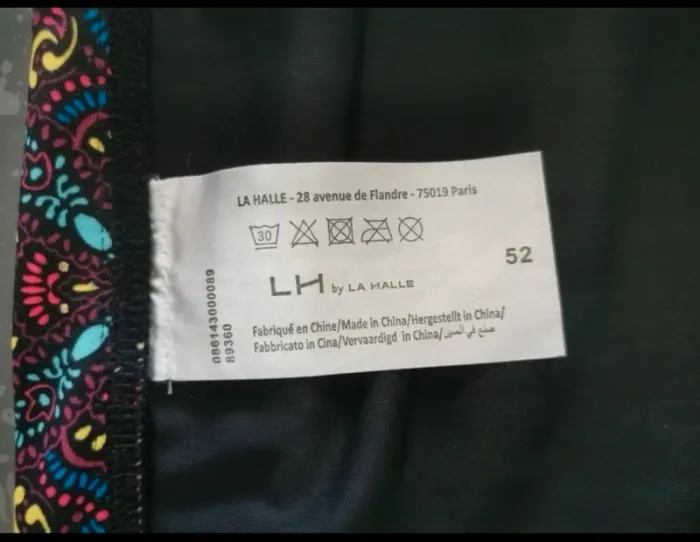 LA HALLE - 28 avenue de Flandre - 75019 Paris
30
52
LH by LA HALLE
Fabriqué en Chine/Made in China/Hergestellt in China/
Fabbricato in Cina/Vervaardigd in China/صنع في الصين
086143000089
89360